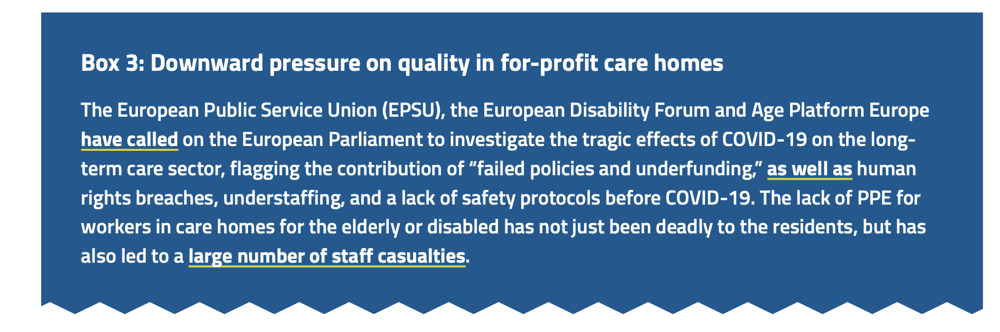 Box 3: Downward pressure on quality in for-profit care homes
The European Public Service Union (EPSU), the European Disability Forum and Age Platform Europe
have called on the European Parliament to investigate the tragic effects of COVID-19 on the long-
term care sector, flagging the contribution of “failed policies and underfunding,” as well as human
rights breaches, understaffing, and a lack of safety protocols before COVID-19. The lack of PPE for
workers in care homes for the elderly or disabled has not just been deadly to the residents, but has
also led to a large number of staff casualties.